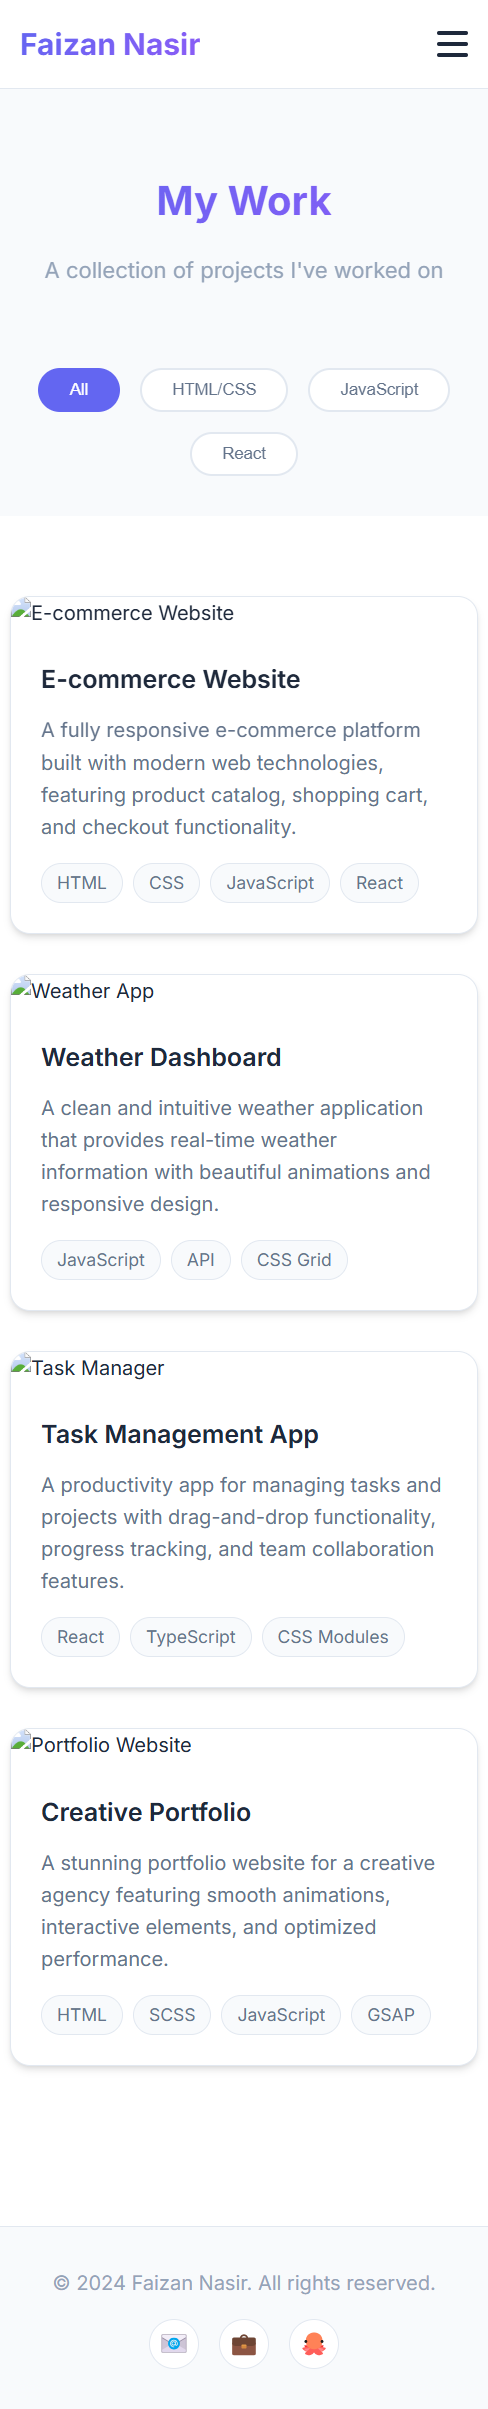 Faizan Nasir
My Work
A collection of projects I've worked on
All
HTML/CSS
JavaScript
React
E-commerce Website
E-commerce Website
A fully responsive e-commerce platform
built with modern web technologies,
featuring product catalog, shopping cart,
and checkout functionality.
HTML
CSS
JavaScript
React
Weather App
Weather Dashboard
A clean and intuitive weather application
that provides real-time weather
information with beautiful animations and
responsive design.
JavaScript
API
CSS Grid
Task Manager
Task Management App
A productivity app for managing tasks and
projects with drag-and-drop functionality,
progress tracking, and team collaboration
features.
React
TypeScript
CSS Modules
Portfolio Website
Creative Portfolio
A stunning portfolio website for a creative
agency featuring smooth animations,
interactive elements, and optimized
performance.
HTML
SCSS
JavaScript
GSAP
© 2024 Faizan Nasir. All rights reserved.